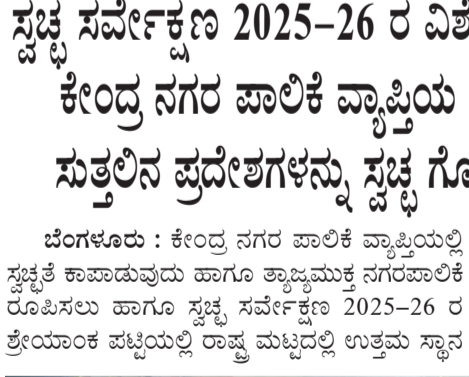 ಸ್ವಚ್ಛ ಸರ್ವೇಕ್ಷಣ 2025-26 ರ
ಕೇಂದ್ರ ನಗರ ಪಾಲಿಕೆ ವ್ಯಾಪ್ತಿಯ
ಸುತ್ತಲಿನ ಪ್ರದೇಶಗಳನ್ನು ಸ್ವಚ್ಛ
ಬೆಂಗಳೂರು : ಕೇಂದ್ರ ನಗರ ಪಾಲಿಕೆ ವ್ಯಾಪ್ತಿಯಲ್ಲಿ
ಸ್ವಚ್ಛತೆ ಕಾಪಾಡುವುದು ಹಾಗೂ ತ್ಯಾಜ್ಯಮುಕ್ತ ನಗರಪಾಲಿಕೆ
ರೂಪಿಸಲು ಹಾಗೂ ಸ್ವಚ್ಛ ಸರ್ವೇಕ್ಷಣ 2025-26 ರ
ಶ್ರೇಯಾಂಕ ಪಟ್ಟಿಯಲ್ಲಿ ರಾಷ್ಟ್ರ ಮಟ್ಟದಲ್ಲಿ ಉತ್ತಮ ಸ್ಥಾನ